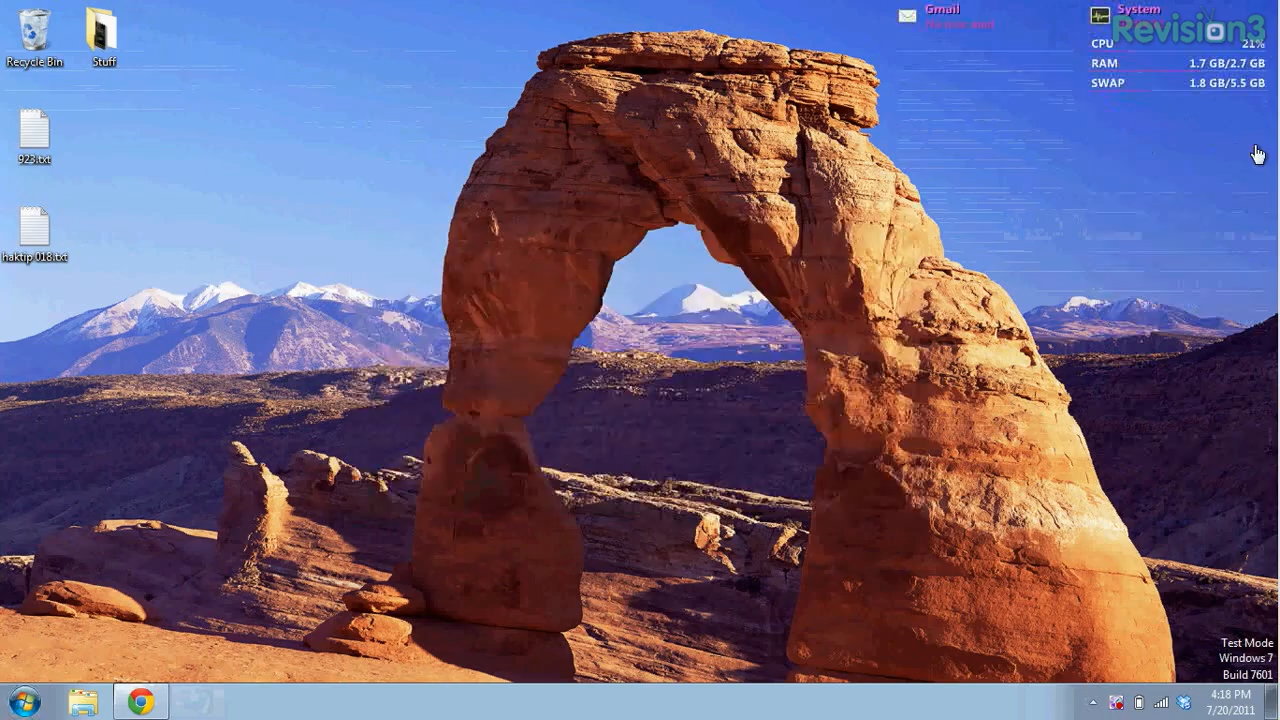 Recycle Bin
Stuff
923.txt
haktip 018.txt
Gmail
System
Revision3
CPU 21%
RAM 1.7 GB/2.7 GB
SWAP 1.8 GB/5.5 GB
Test Mode
Windows 7
Build 7601
4:18 PM
7/20/2011